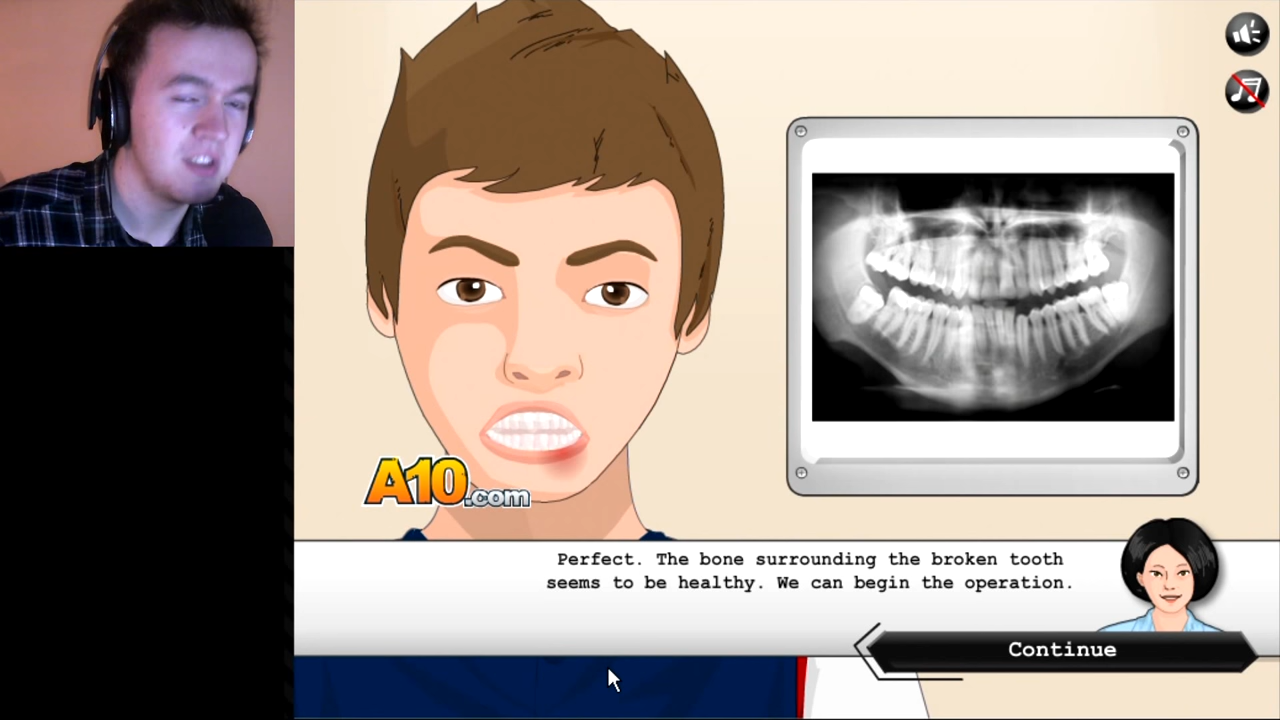 A10.com
Perfect. The bone surrounding the broken tooth
seems to be healthy. We can begin the operation.
Continue